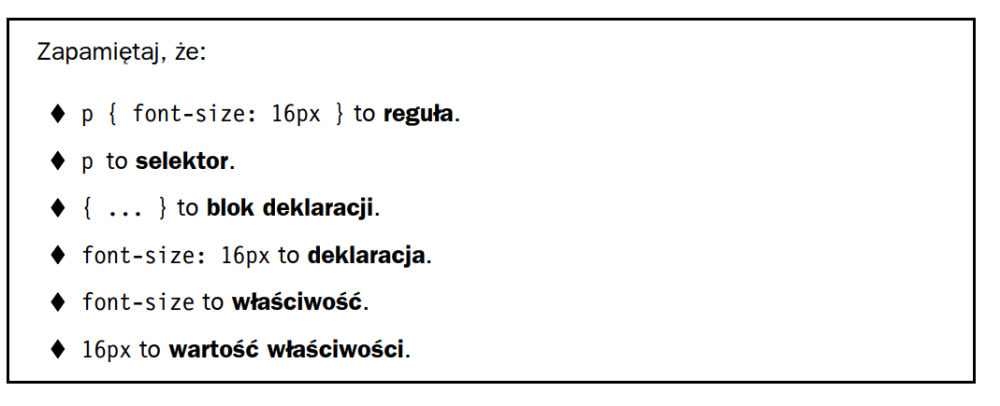 Zapamiętaj, że:
♦ p { font-size: 16px } to reguła.
♦ p to selektor.
♦ { ... } to blok deklaracji.
♦ font-size: 16px to deklaracja.
♦ font-size to właściwość.
♦ 16px to wartość właściwości.